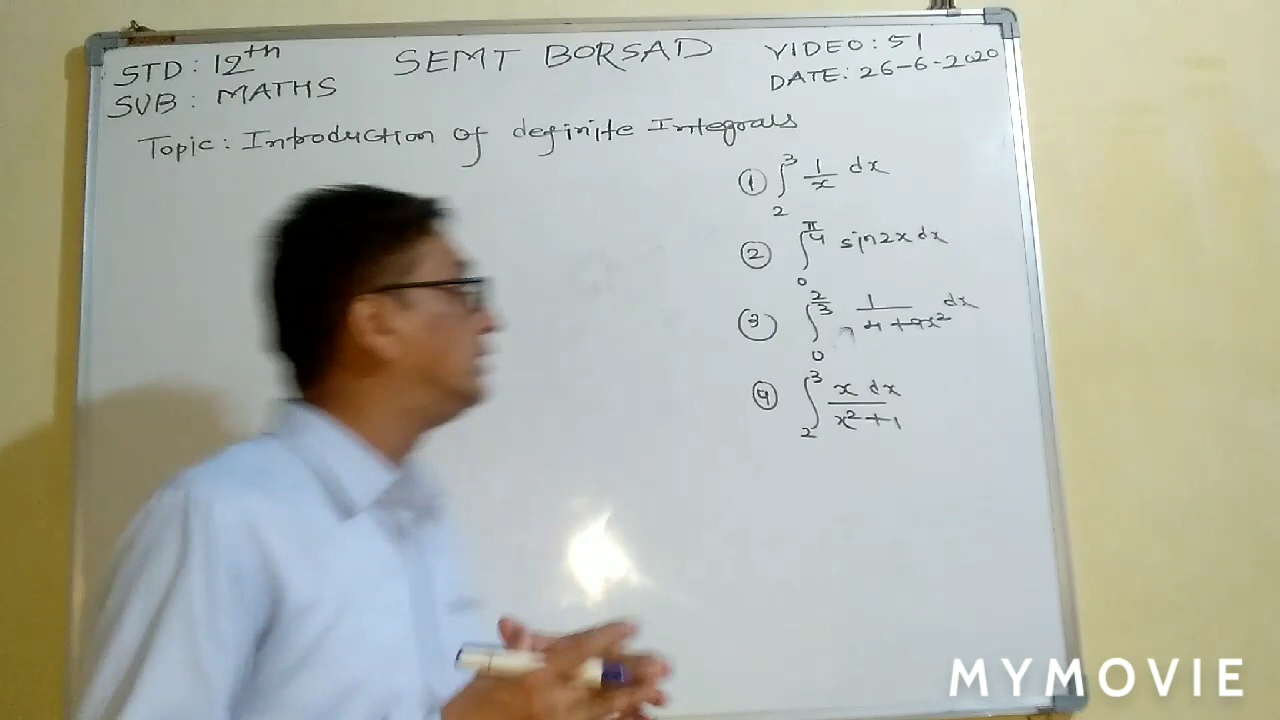 STD: 12th SEMT BORSAD VIDEO: 51
SUB: MATHS DATE: 26-6-2020
Topic: Introduction of definite Integrals
① ∫₂³ 1/x dx
② ∫₀^(π/4) sin2x dx
③ ∫₀^(2/3) 1/(4+9x²) dx
④ ∫₂³ x dx/(x²+1)
MYMOVIE